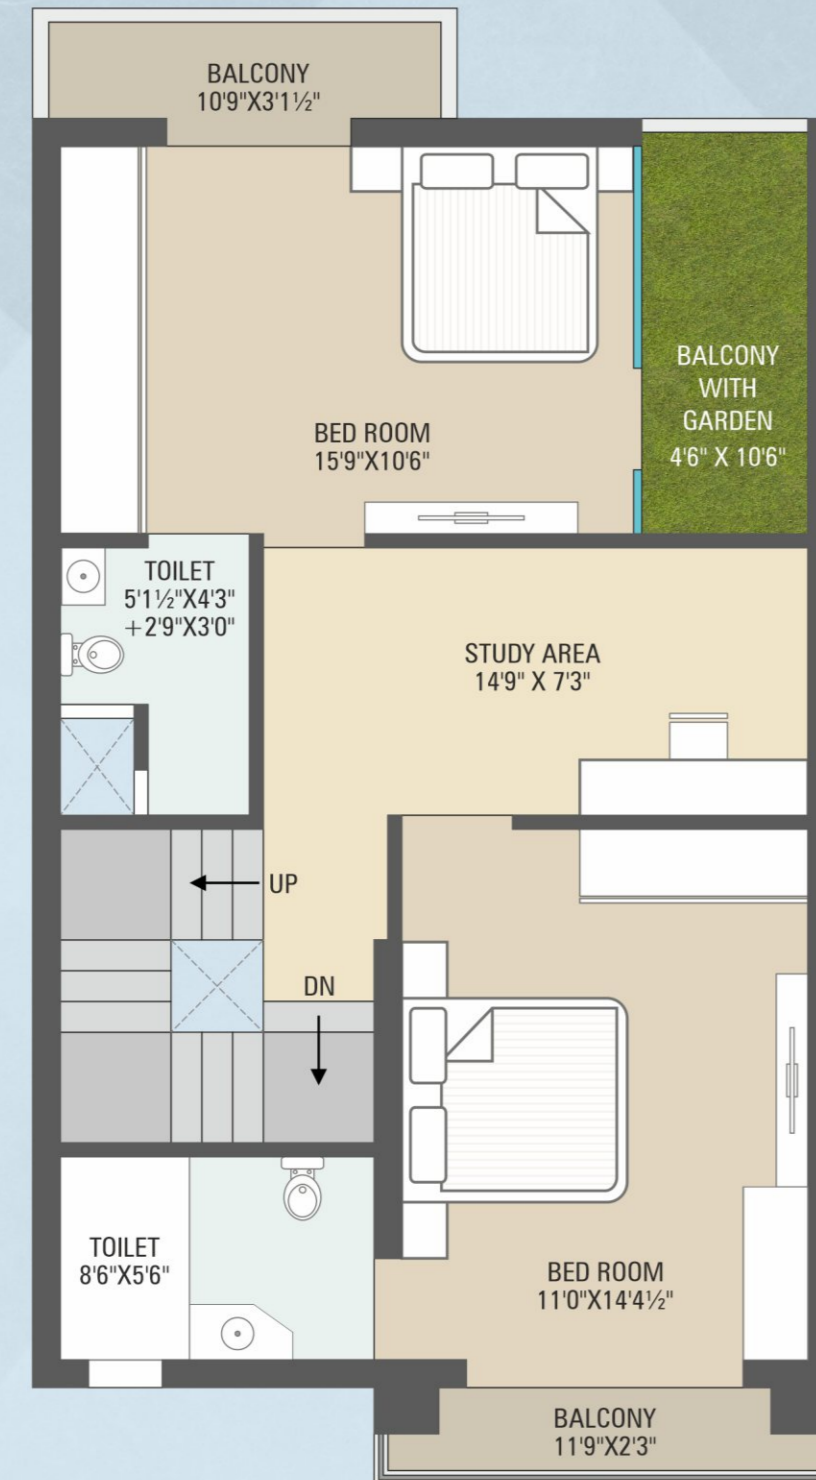 BALCONY
10'9"X3'1½"
BALCONY
WITH
GARDEN
4'6" X 10'6"
BED ROOM
15'9"X10'6"
TOILET
5'1½"X4'3"
+2'9"X3'0"
STUDY AREA
14'9" X 7'3"
UP
DN
TOILET
8'6"X5'6"
BED ROOM
11'0"X14'4½"
BALCONY
11'9"X2'3"